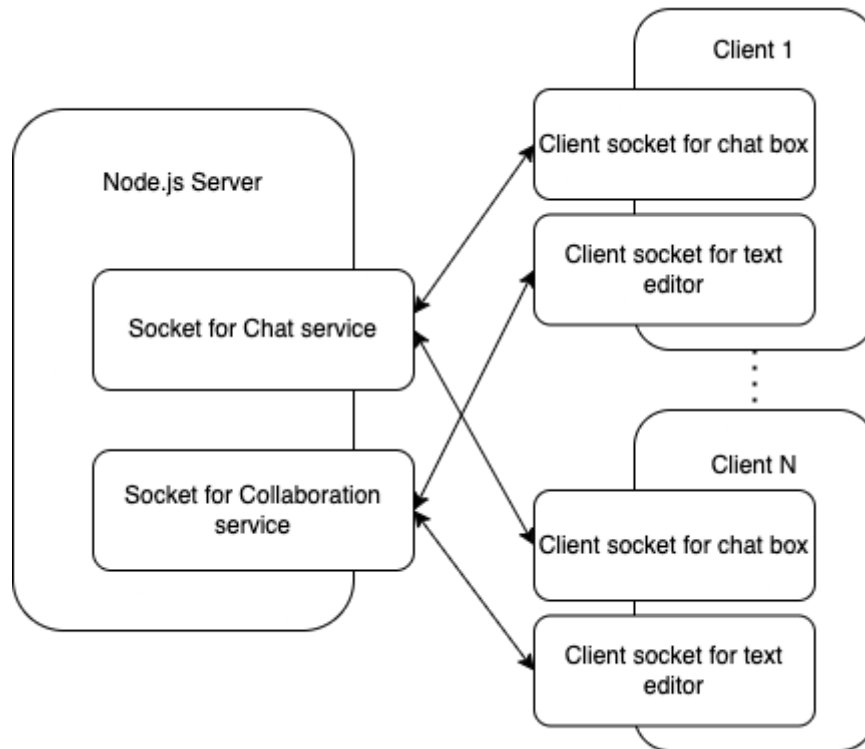 Client 1
Client socket for chat box
Node.js Server
Client socket for text
editor
Socket for Chat service
Client N
Socket for Collaboration
service
Client socket for chat box
Client socket for text
editor